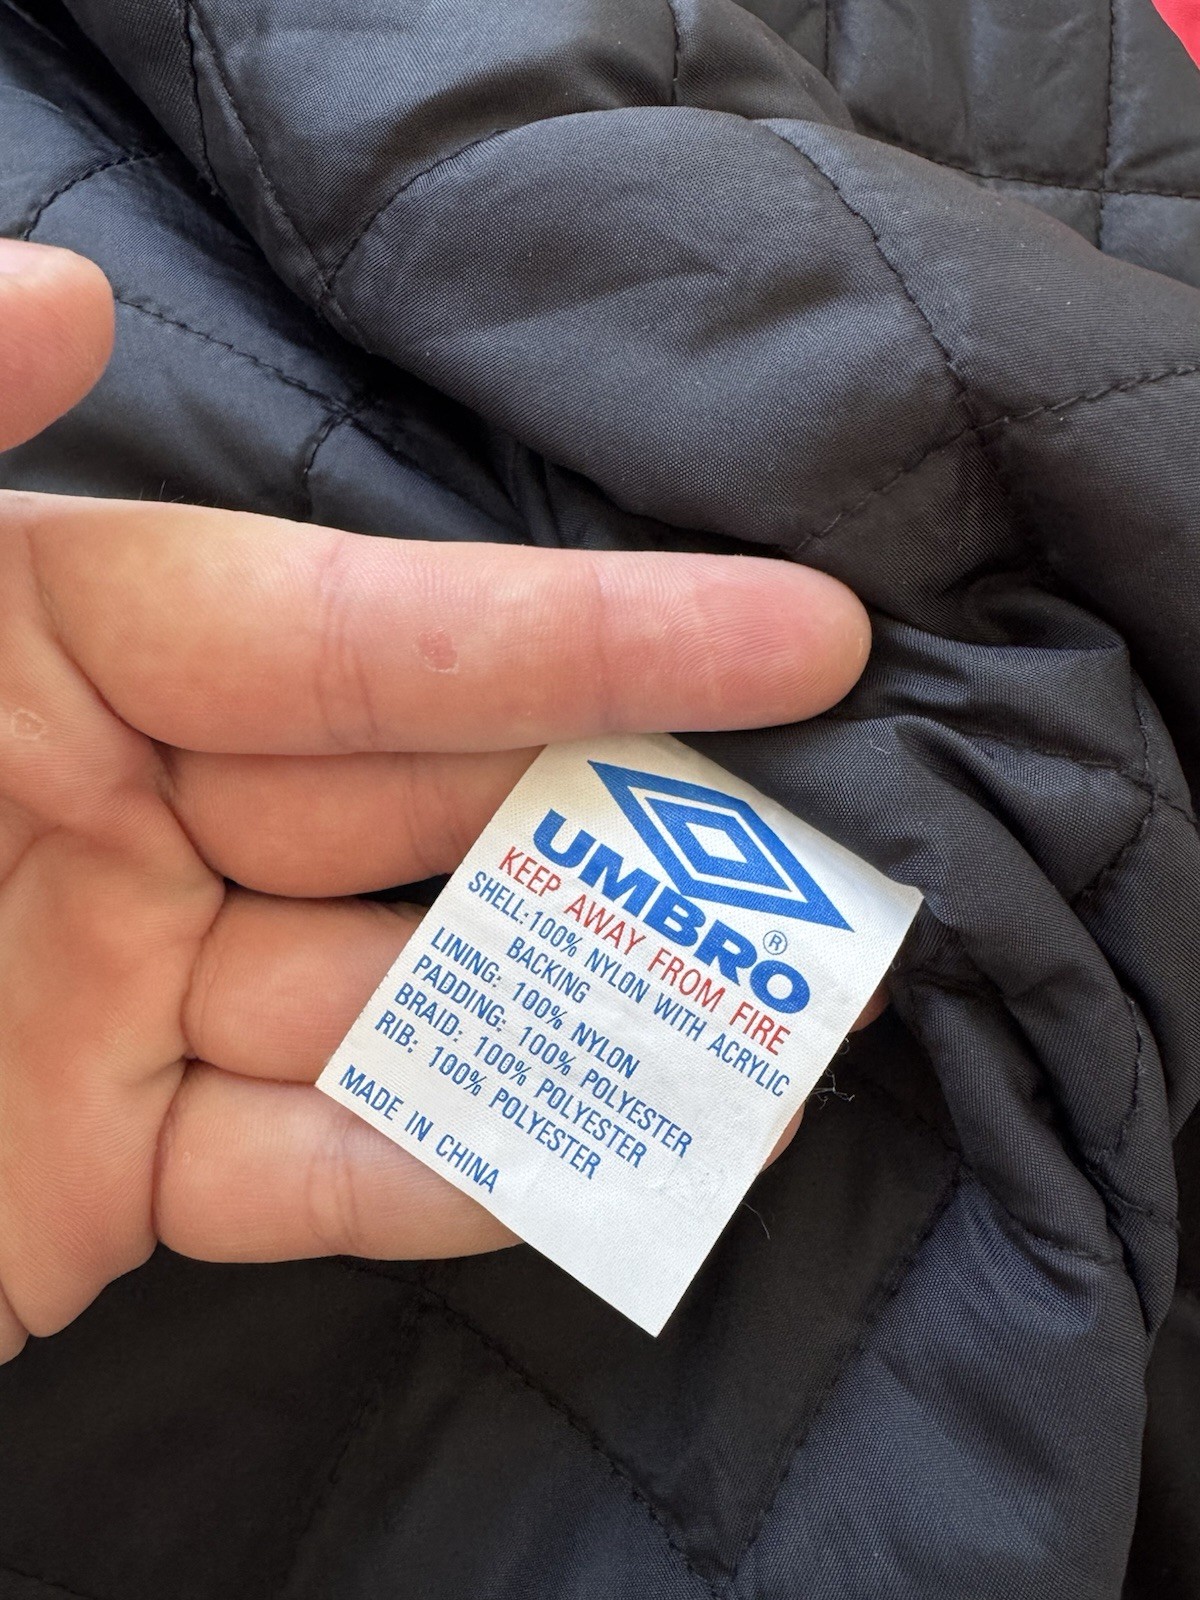 UMBRO®
KEEP AWAY FROM FIRE
SHELL:100% NYLON WITH ACRYLIC
BACKING
LINING: 100% NYLON
PADDING: 100% POLYESTER
BRAID: 100% POLYESTER
RIB: 100% POLYESTER
MADE IN CHINA